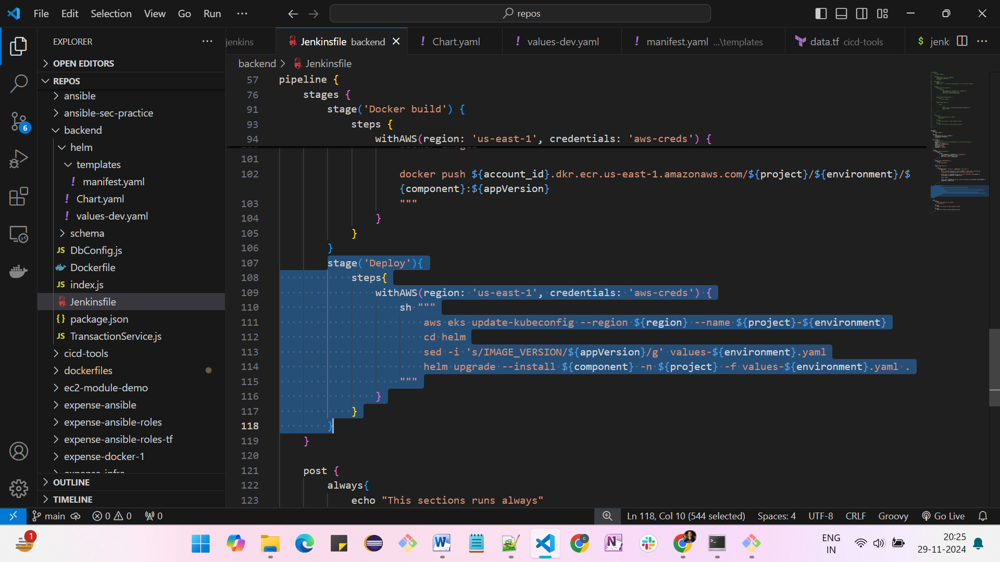 File Edit Selection View Go Run ··· repos
EXPLORER
OPEN EDITORS
REPOS
ansible
ansible-sec-practice
backend
helm
templates
! manifest.yaml
! Chart.yaml
! values-dev.yaml
schema
JS DbConfig.js
Dockerfile
JS index.js
Jenkinsfile
{} package.json
JS TransactionService.js
cicd-tools
dockerfiles
ec2-module-demo
expense-ansible
expense-ansible-roles
expense-ansible-roles-tf
expense-docker-1
expense-infra
OUTLINE
TIMELINE
6
jenkins Jenkinsfile backend ! Chart.yaml ! values-dev.yaml ! manifest.yaml ...\templates data.tf cicd-tools $ jenki
backend > Jenkinsfile
57 pipeline {
76 stages {
91 stage('Docker build') {
93 steps {
94 withAWS(region: 'us-east-1', credentials: 'aws-creds') {
100 docker images
101
102 docker push ${account_id}.dkr.ecr.us-east-1.amazonaws.com/${project}/${environment}/$
{component}:${appVersion}
103 """
104 }
105 }
106 }
107 stage('Deploy'){
108 steps{
109 withAWS(region: 'us-east-1', credentials: 'aws-creds') {
110 sh """
111 aws eks update-kubeconfig --region ${region} --name ${project}-${environment}
112 cd helm
113 sed -i 's/IMAGE_VERSION/${appVersion}/g' values-${environment}.yaml
114 helm upgrade --install ${component} -n ${project} -f values-${environment}.yaml .
115 """
116 }
117 }
118 }
119 }
120
121 post {
122 always{
123 echo "This sections runs always"
main 0 0 0 Ln 118, Col 10 (544 selected) Spaces: 4 UTF-8 CRLF Groovy Go Live
1
ENG
IN
20:25
29-11-2024